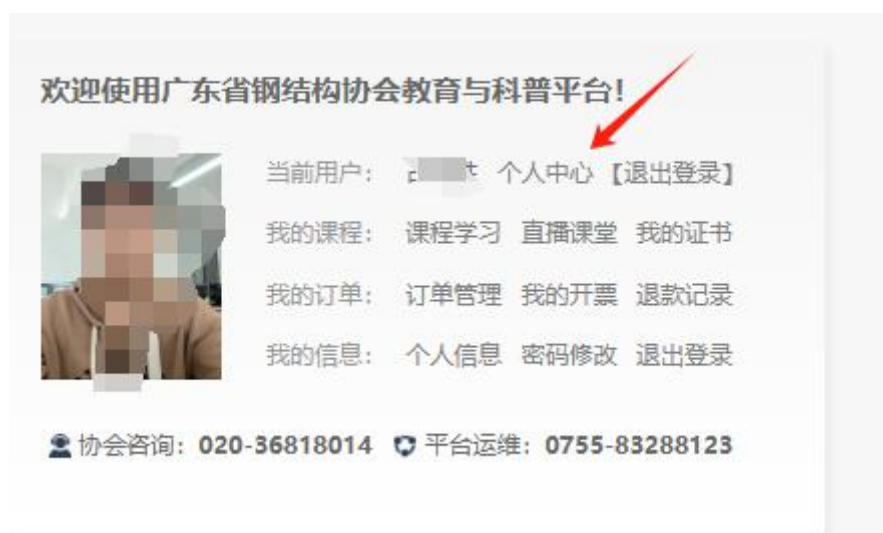 欢迎使用广东省钢结构协会教育与科普平台!
当前用户: 个人中心 【退出登录】
我的课程: 课程学习 直播课堂 我的证书
我的订单: 订单管理 我的开票 退款记录
我的信息: 个人信息 密码修改 退出登录
协会咨询: 020-36818014 平台运维: 0755-83288123